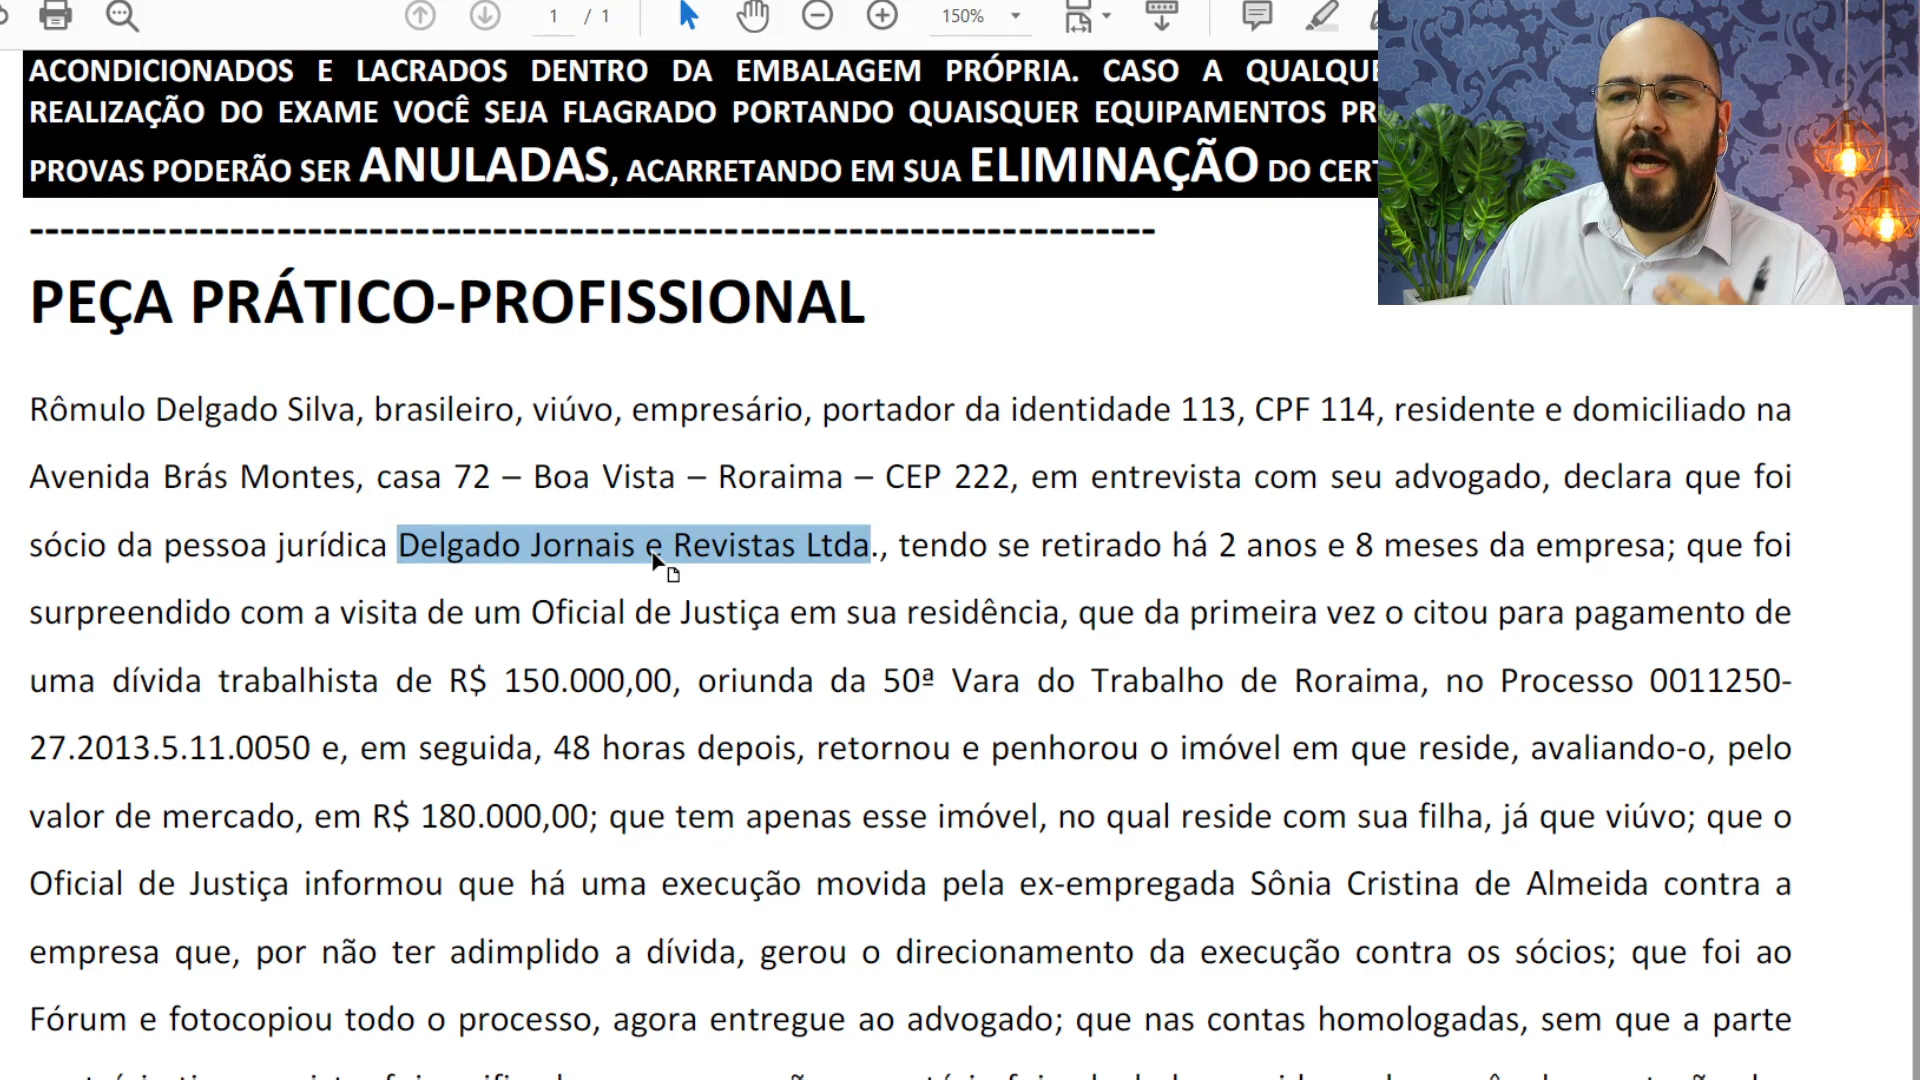 1 / 1
150%
ACONDICIONADOS E LACRADOS DENTRO DA EMBALAGEM PRÓPRIA. CASO A
REALIZAÇÃO DO EXAME VOCÊ SEJA FLAGRADO PORTANDO QUAISQUER EQUIPAMENTOS
PROVAS PODERÃO SER ANULADAS, ACARRETANDO EM SUA ELIMINAÇÃO DO
--------------------------------------------------------------------------
PEÇA PRÁTICO-PROFISSIONAL
Rômulo Delgado Silva, brasileiro, viúvo, empresário, portador da identidade 113, CPF 114, residente e domiciliado na
Avenida Brás Montes, casa 72 – Boa Vista – Roraima – CEP 222, em entrevista com seu advogado, declara que foi
sócio da pessoa jurídica Delgado Jornais e Revistas Ltda., tendo se retirado há 2 anos e 8 meses da empresa; que foi
surpreendido com a visita de um Oficial de Justiça em sua residência, que da primeira vez o citou para pagamento de
uma dívida trabalhista de R$ 150.000,00, oriunda da 50ª Vara do Trabalho de Roraima, no Processo 0011250-
27.2013.5.11.0050 e, em seguida, 48 horas depois, retornou e penhorou o imóvel em que reside, avaliando-o, pelo
valor de mercado, em R$ 180.000,00; que tem apenas esse imóvel, no qual reside com sua filha, já que viúvo; que o
Oficial de Justiça informou que há uma execução movida pela ex-empregada Sônia Cristina de Almeida contra a
empresa que, por não ter adimplido a dívida, gerou o direcionamento da execução contra os sócios; que foi ao
Fórum e fotocopiou todo o processo, agora entregue ao advogado; que nas contas homologadas, sem que a parte